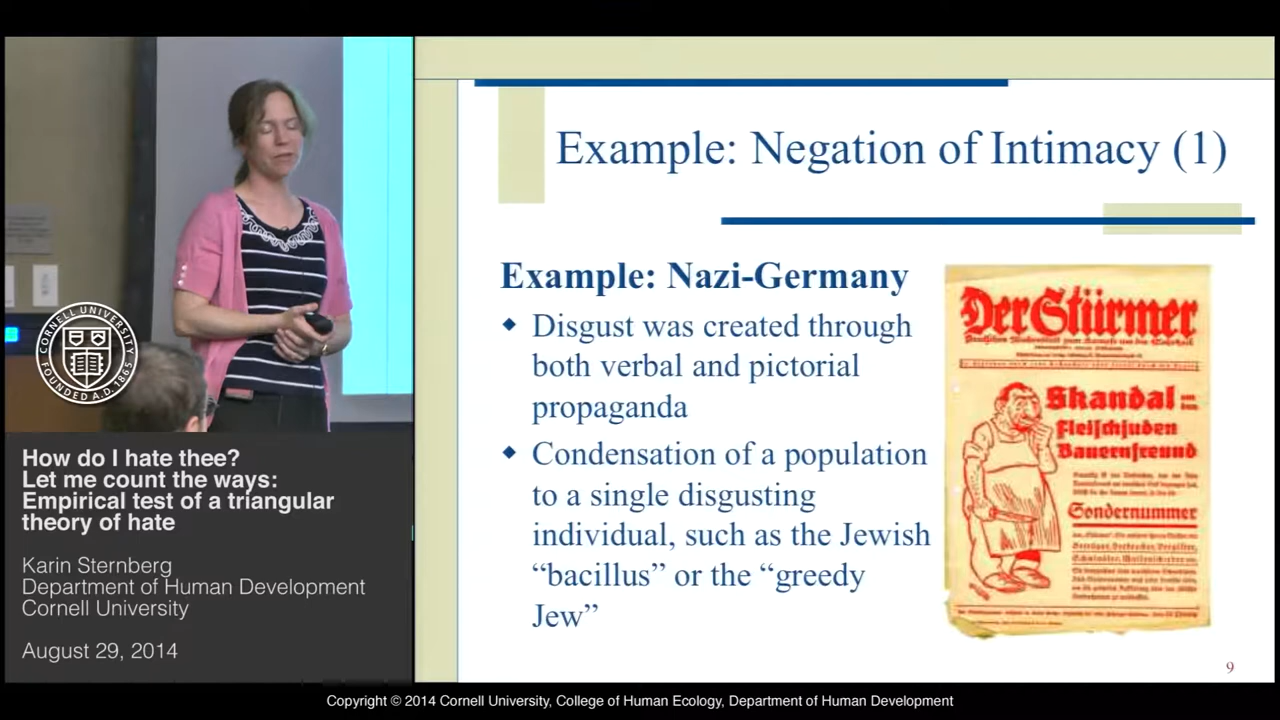 Example: Negation of Intimacy (1)
Example: Nazi-Germany
Disgust was created through
both verbal and pictorial
propaganda
Condensation of a population
to a single disgusting
individual, such as the Jewish
“bacillus” or the “greedy
Jew”
Der Stürmer
Skandal
Fleischjuden
Bauernfreund
Sondernummer
9
CORNELL UNIVERSITY
FOUNDED A.D. 1865
How do I hate thee?
Let me count the ways:
Empirical test of a triangular
theory of hate
Karin Sternberg
Department of Human Development
Cornell University
August 29, 2014
Copyright © 2014 Cornell University, College of Human Ecology, Department of Human Development